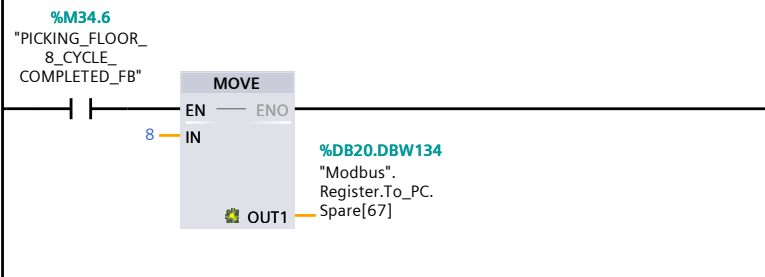 %M34.6
"PICKING_FLOOR_
8_CYCLE_
COMPLETED_FB"
MOVE
EN
ENO
8
IN
%DB20.DBW134
"Modbus".
Register.To_PC.
Spare[67]
OUT1